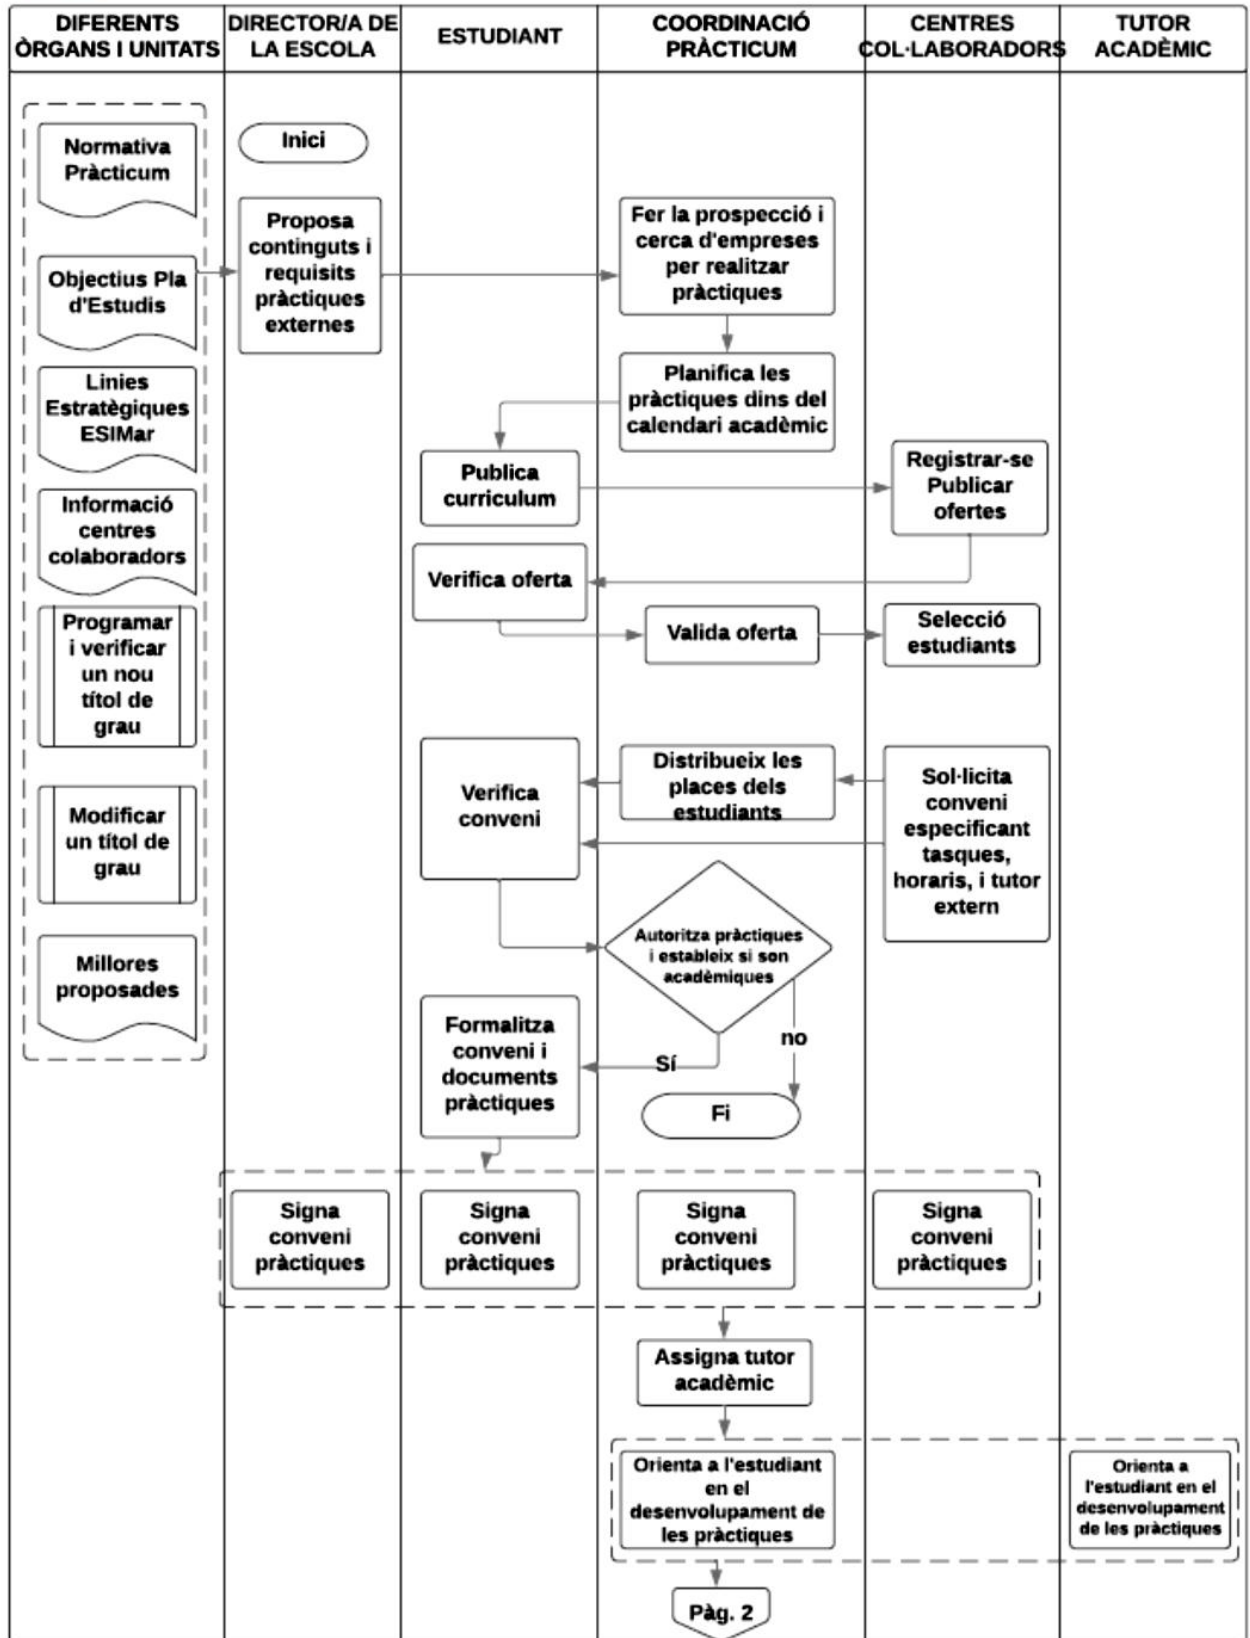 DIFERENTS
ÒRGANS I UNITATS
DIRECTOR/A DE
LA ESCOLA
ESTUDIANT
COORDINACIÓ
PRÀCTICUM
CENTRES
COL·LABORADORS
TUTOR
ACADÈMIC
Normativa
Pràcticum
Objectius Pla
d'Estudis
Linies
Estratègiques
ESIMar
Informació
centres
colaboradors
Programar
i verificar
un nou
títol de
grau
Modificar
un títol de
grau
Millores
proposades
Inici
Proposa
continguts i
requisits
pràctiques
externes
Fer la prospecció i
cerca d'empreses
per realitzar
pràctiques
Planifica les
pràctiques dins del
calendari acadèmic
Publica
curriculum
Registrar-se
Publicar
ofertes
Verifica oferta
Valida oferta
Selecció
estudiants
Sol·licita
conveni
especificant
tasques,
horaris, i tutor
extern
Distribueix les
places dels
estudiants
Verifica
conveni
Autoritza pràctiques
i estableix si son
acadèmiques
no
Sí
Fi
Formalitza
conveni i
documents
pràctiques
Signa
conveni
pràctiques
Signa
conveni
pràctiques
Signa
conveni
pràctiques
Signa
conveni
pràctiques
Assigna tutor
acadèmic
Orienta a l'estudiant
en el
desenvolupament de
les pràctiques
Orienta a
l'estudiant en el
desenvolupament
de les pràctiques
Pàg. 2